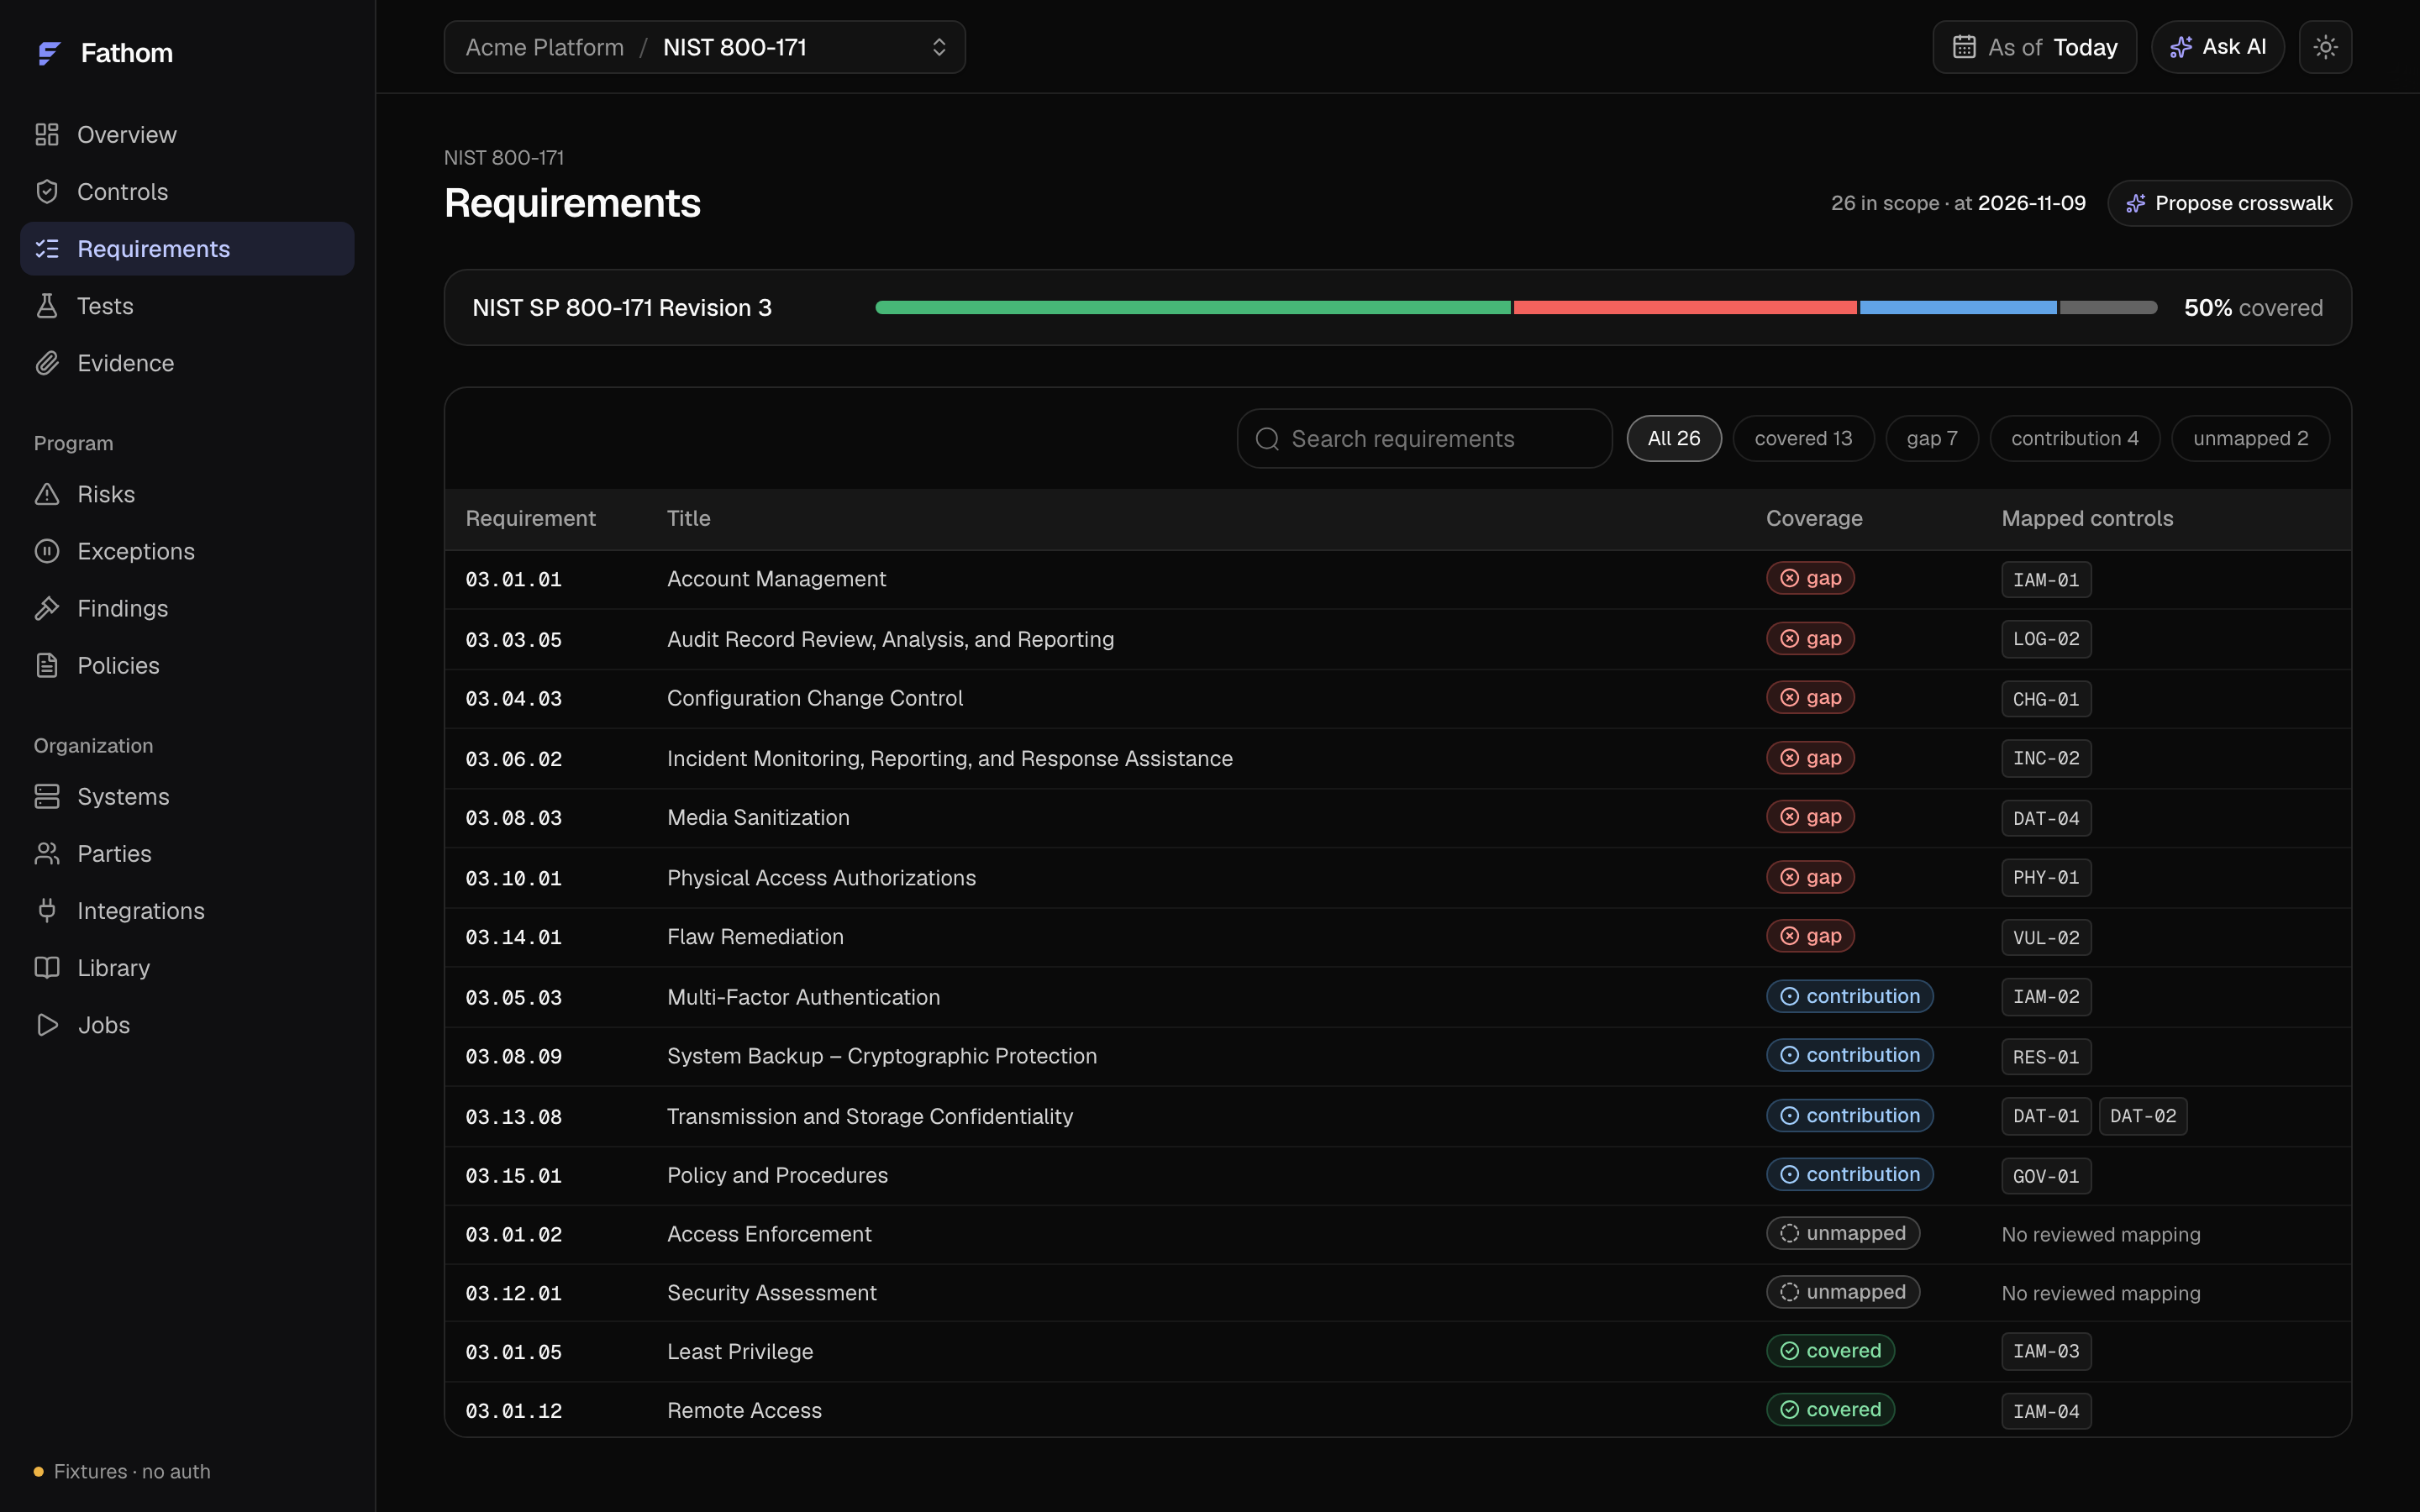 Fathom
Overview
Controls
Requirements
Tests
Evidence
Program
Risks
Exceptions
Findings
Policies
Organization
Systems
Parties
Integrations
Library
Jobs
Fixtures · no auth
Acme Platform / NIST 800-171
As of Today
Ask AI
NIST 800-171
Requirements
26 in scope · at 2026-11-09
Propose crosswalk
NIST SP 800-171 Revision 3
50% covered
Search requirements
All 26
covered 13
gap 7
contribution 4
unmapped 2
Requirement Title Coverage Mapped controls
03.01.01 Account Management gap IAM-01
03.03.05 Audit Record Review, Analysis, and Reporting gap LOG-02
03.04.03 Configuration Change Control gap CHG-01
03.06.02 Incident Monitoring, Reporting, and Response Assistance gap INC-02
03.08.03 Media Sanitization gap DAT-04
03.10.01 Physical Access Authorizations gap PHY-01
03.14.01 Flaw Remediation gap VUL-02
03.05.03 Multi-Factor Authentication contribution IAM-02
03.08.09 System Backup – Cryptographic Protection contribution RES-01
03.13.08 Transmission and Storage Confidentiality contribution DAT-01 DAT-02
03.15.01 Policy and Procedures contribution GOV-01
03.01.02 Access Enforcement unmapped No reviewed mapping
03.12.01 Security Assessment unmapped No reviewed mapping
03.01.05 Least Privilege covered IAM-03
03.01.12 Remote Access covered IAM-04